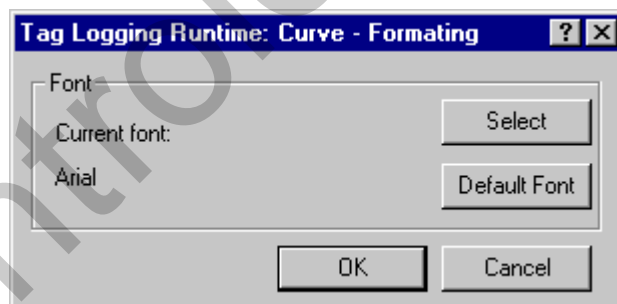 Tag Logging Runtime: Curve - Formating ? ×
Font
Current font:
Select
Arial
Default Font
OK
Cancel